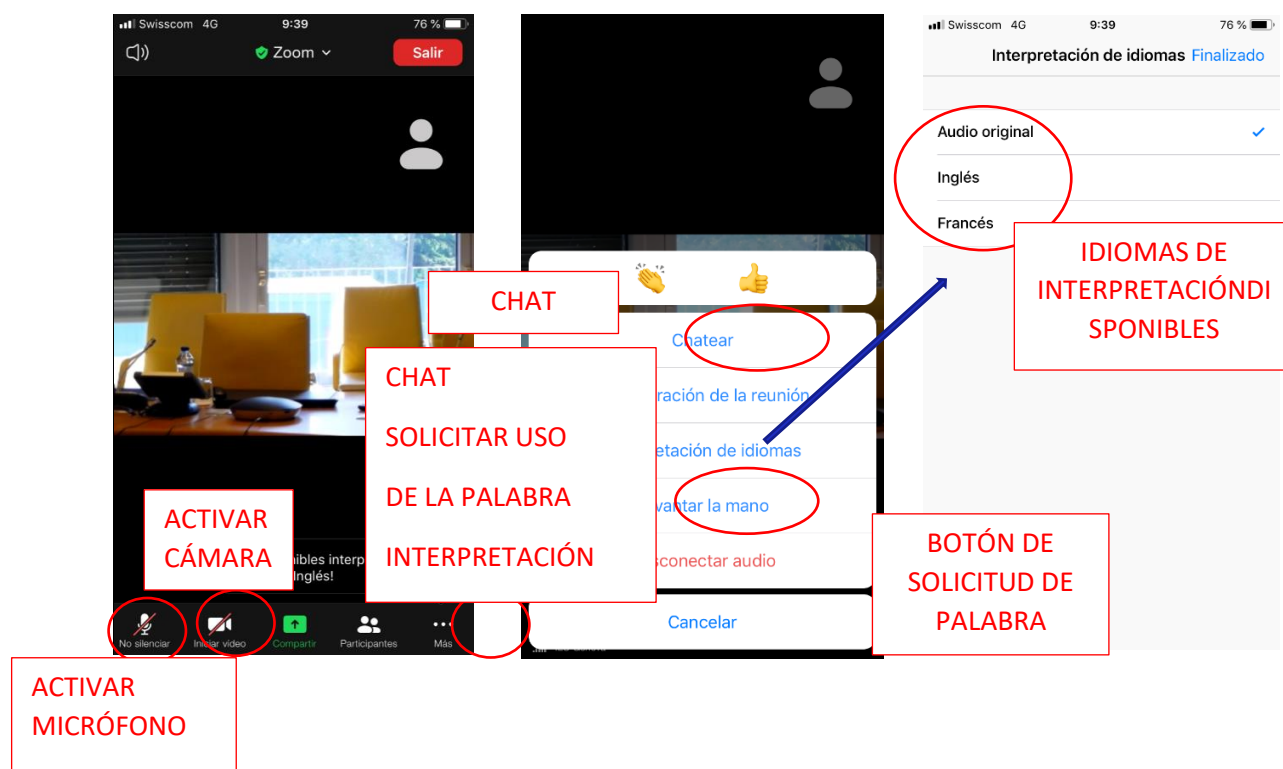 Swisscom 4G 9:39 76 %
Zoom
Salir
CHAT
SOLICITAR USO
DE LA PALABRA
INTERPRETACIÓN
ACTIVAR
CÁMARA
nibles interp
Inglés!
No silenciar Iniciar video Compartir Participantes Más
ACTIVAR
MICRÓFONO
CHAT
Chatear
ración de la reunión
etación de idiomas
vantar la mano
sconectar audio
Cancelar
BOTÓN DE
SOLICITUD DE
PALABRA
Swisscom 4G 9:39 76 %
Interpretación de idiomas Finalizado
Audio original
Inglés
Francés
IDIOMAS DE
INTERPRETACIÓNDI
SPONIBLES